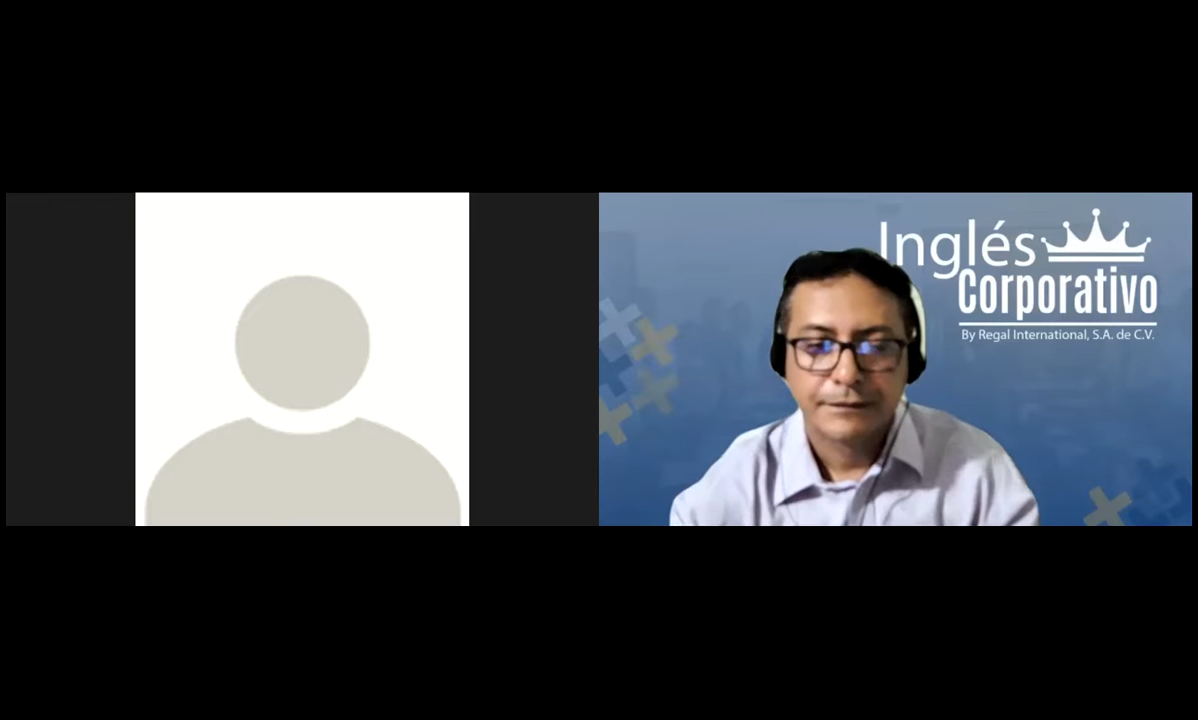 Inglés
Corporativo
By Regal International, S.A. de C.V.